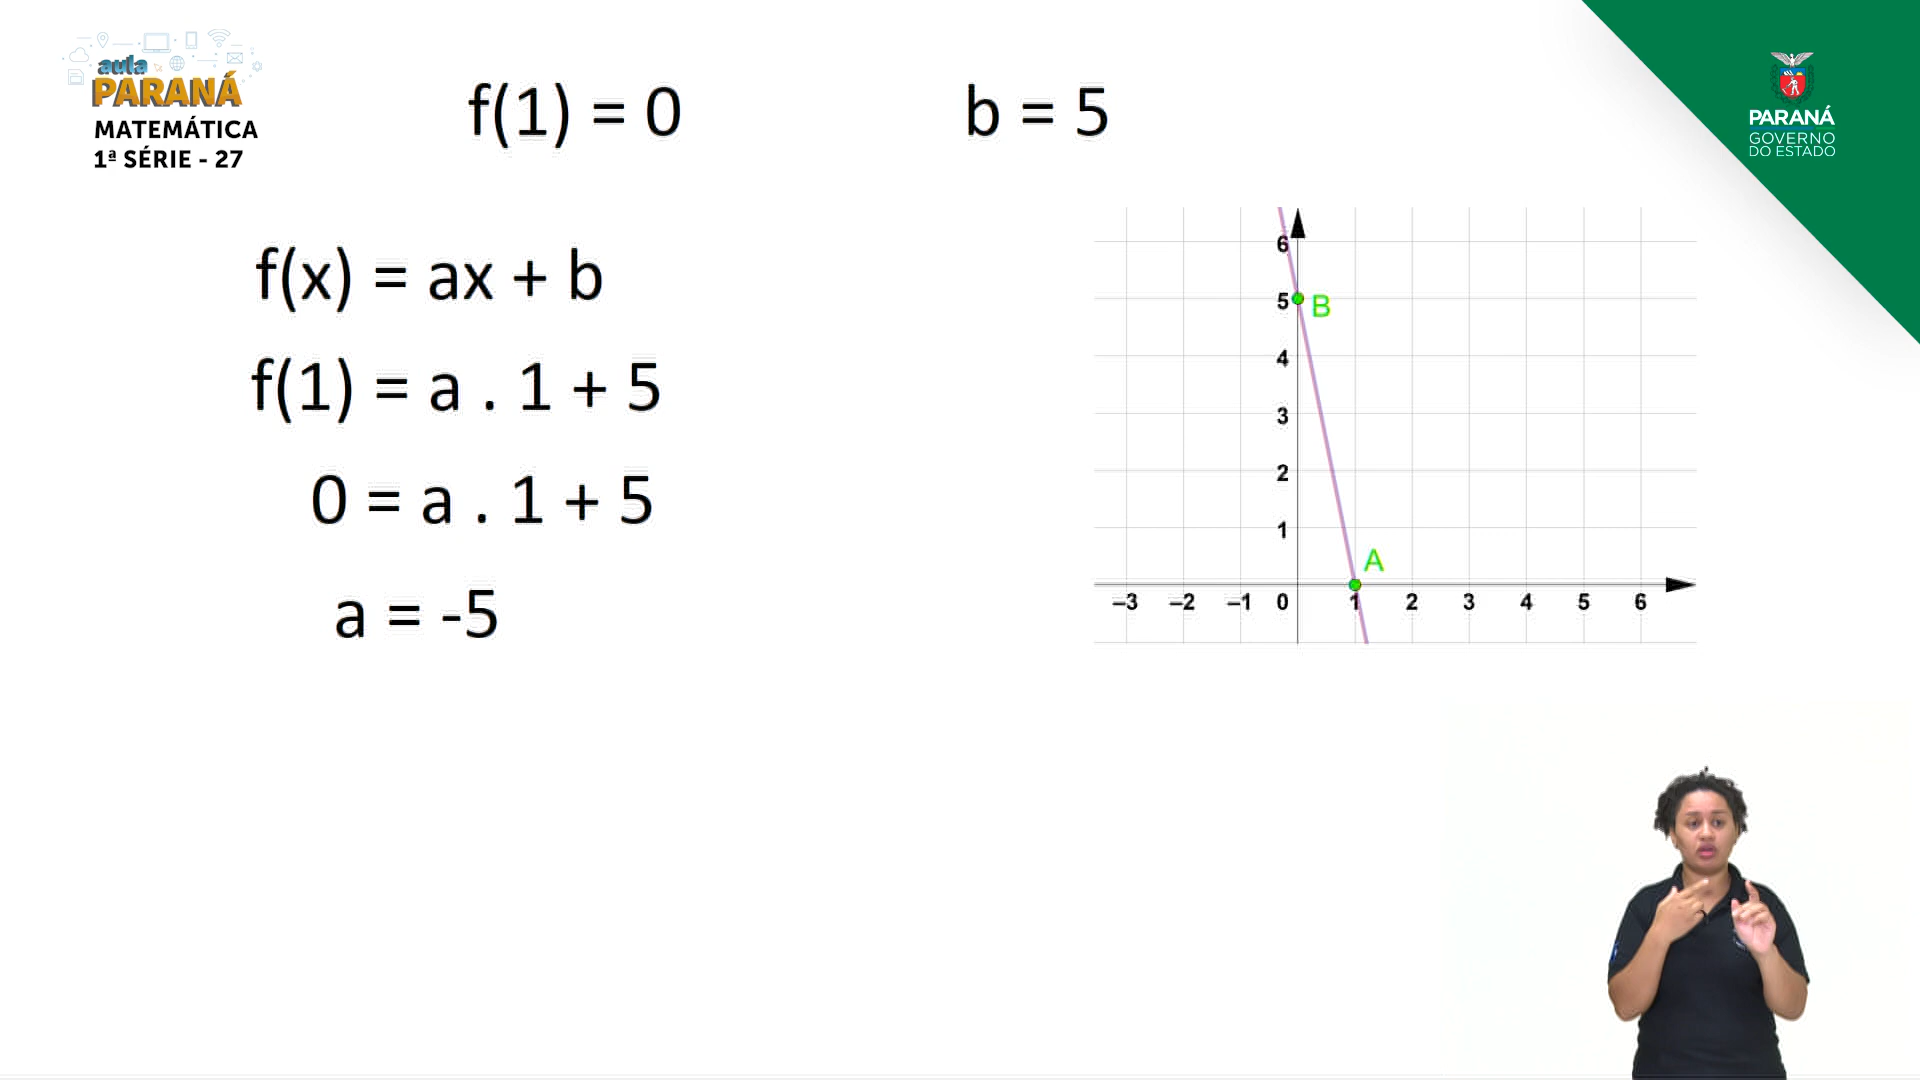 aula
PARANÁ
MATEMÁTICA
1ª SÉRIE - 27
f(1) = 0
b = 5
PARANÁ
GOVERNO
DO ESTADO
f(x) = ax + b
f(1) = a . 1 + 5
0 = a . 1 + 5
a = -5
6
5
B
4
3
2
1
A
–3 –2 –1 0 1 2 3 4 5 6